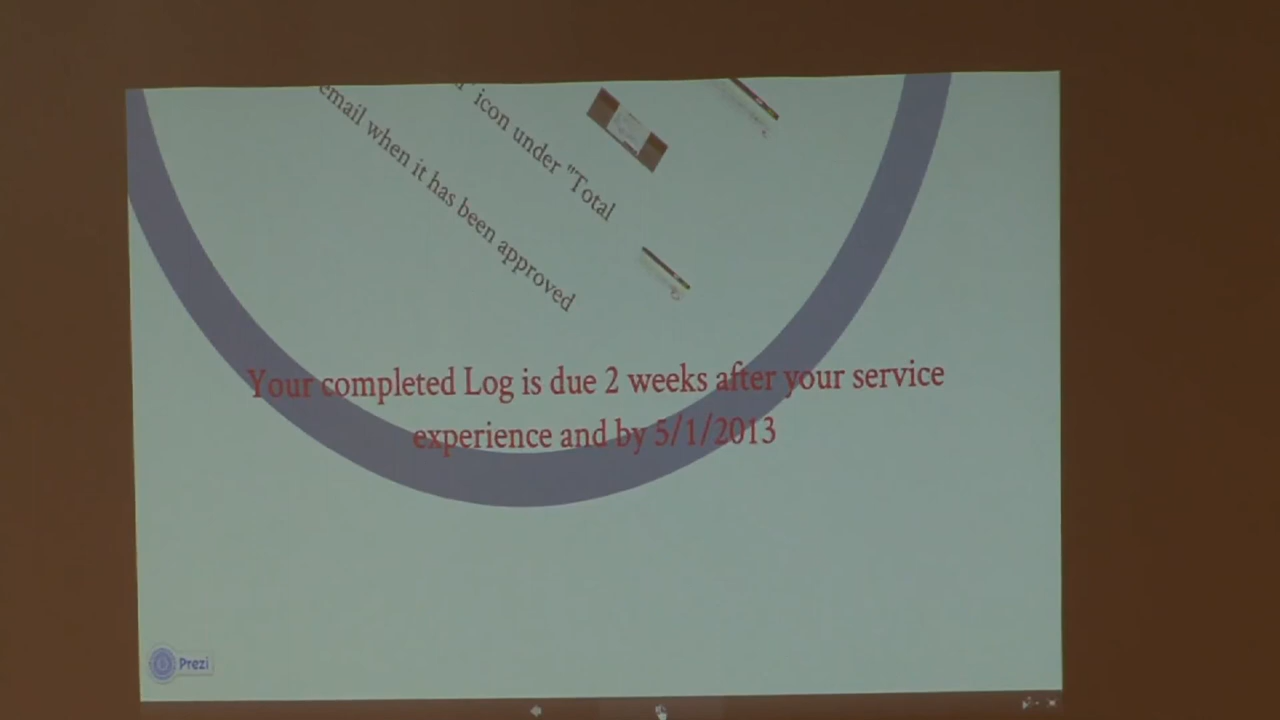 icon under "Total
email when it has been approved
Your completed Log is due 2 weeks after your service
experience and by 5/1/2013
Prezi